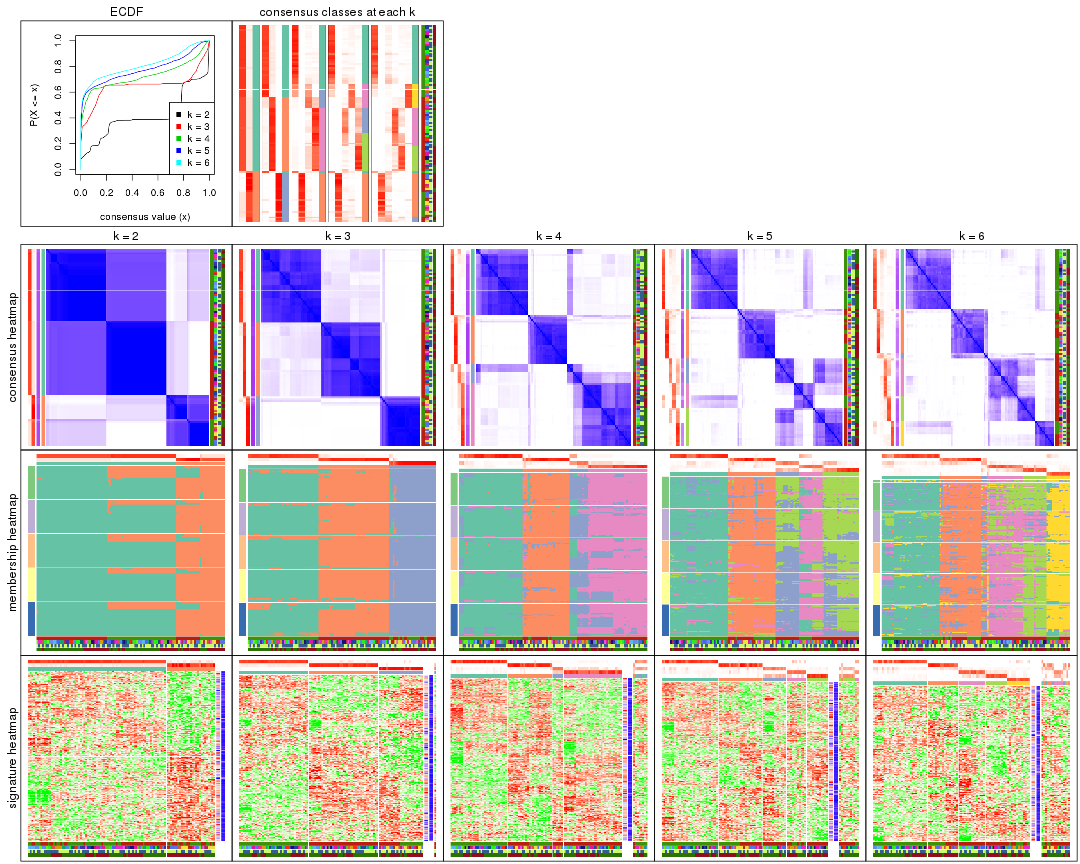 ECDF
consensus classes at each k
P(X <= x)
0.0 0.2 0.4 0.6 0.8 1.0
k = 2
k = 3
k = 4
k = 5
k = 6
0.0 0.2 0.4 0.6 0.8 1.0
consensus value (x)
k = 2
k = 3
k = 4
k = 5
k = 6
consensus heatmap
membership heatmap
signature heatmap